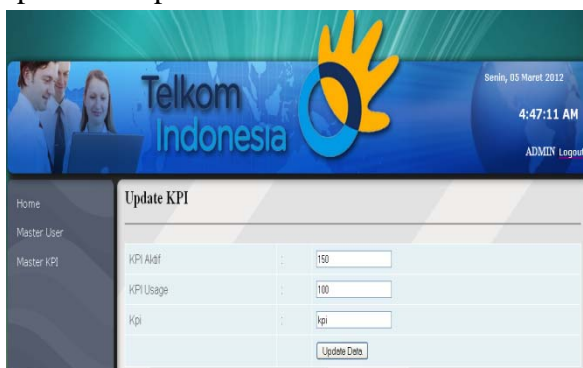 Telkom
Indonesia
Senin, 05 Maret 2012
4:47:11 AM
ADMIN Logout
Home
Master User
Master KPI
Update KPI
KPI Aktif : 150
KPI Usage : 100
Kpi : kpi
Update Data